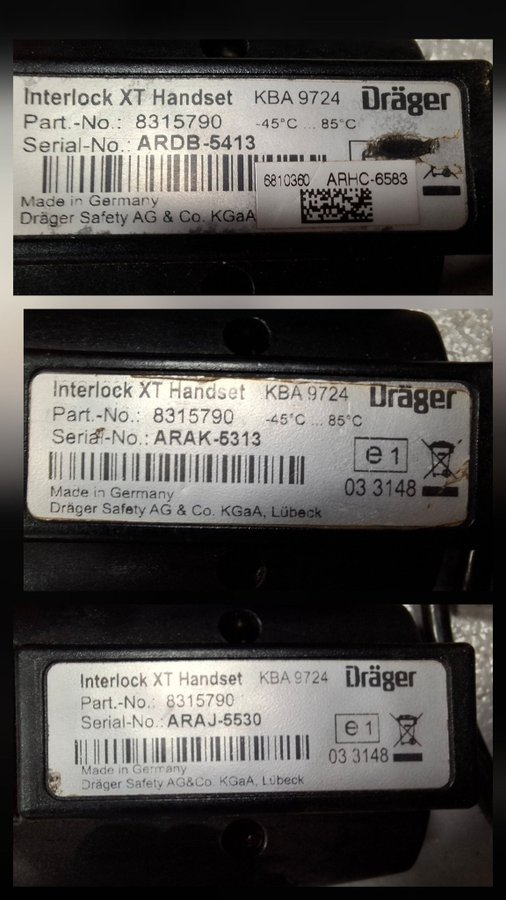 Interlock XT Handset KBA 9724 Dräger
Part.-No.: 8315790 -45°C ... 85°C
Serial-No.: ARDB-5413
6810360 ARHC-6583
Made in Germany
Dräger Safety AG & Co. KGaA
Interlock XT Handset KBA 9724 Dräger
Part.-No.: 8315790 -45°C ... 85°C
Serial-No.: ARAK-5313
e1
03 3148
Made in Germany
Dräger Safety AG & Co. KGaA, Lübeck
Interlock XT Handset KBA 9724 Dräger
Part.-No.: 8315790
Serial-No.: ARAJ-5530
e1
03 3148
Made in Germany
Dräger Safety AG&Co. KGaA, Lübeck